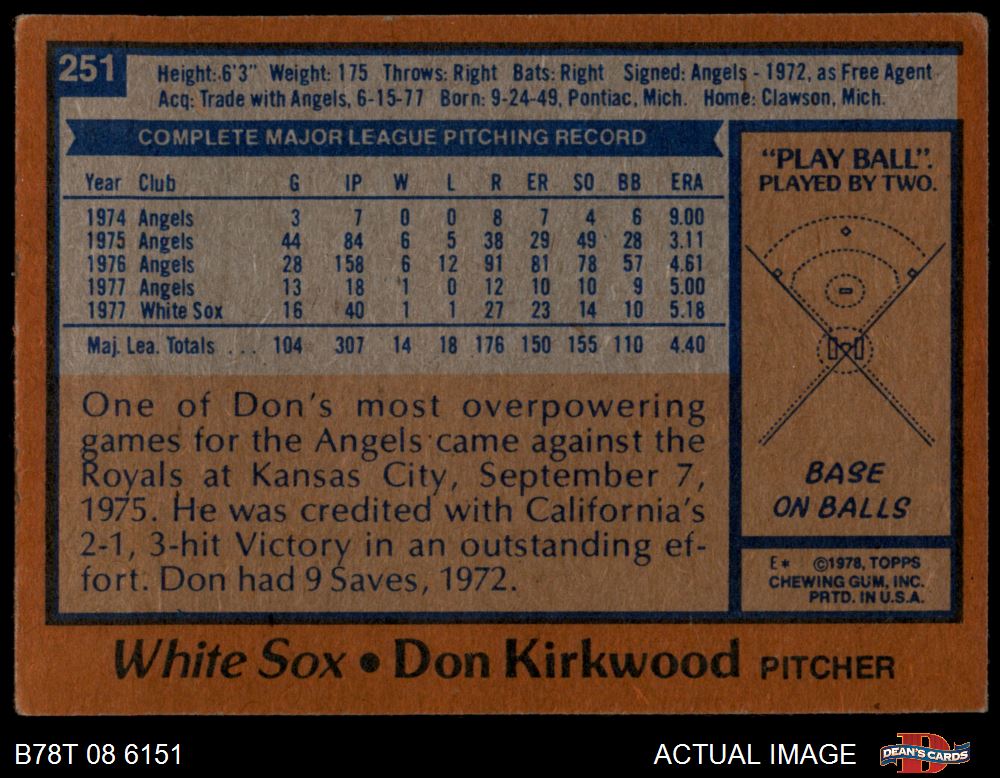 251
Height: 6'3" Weight: 175 Throws: Right Bats: Right Signed: Angels - 1972, as Free Agent
Acq: Trade with Angels, 6-15-77 Born: 9-24-49, Pontiac, Mich. Home: Clawson, Mich.
COMPLETE MAJOR LEAGUE PITCHING RECORD
Year Club G IP W L R ER SO BB ERA
1974 Angels 3 7 0 0 8 7 4 6 9.00
1975 Angels 44 84 6 5 38 29 49 28 3.11
1976 Angels 28 158 6 12 91 81 78 57 4.61
1977 Angels 13 18 1 0 12 10 10 9 5.00
1977 White Sox 16 40 1 1 27 23 14 10 5.18
Maj. Lea. Totals ... 104 307 14 18 176 150 155 110 4.40
One of Don's most overpowering
games for the Angels came against the
Royals at Kansas City, September 7,
1975. He was credited with California's
2-1, 3-hit Victory in an outstanding ef-
fort. Don had 9 Saves, 1972.
"PLAY BALL".
PLAYED BY TWO.
BASE
ON BALLS
E* ©1978, TOPPS
CHEWING GUM, INC.
PRTD. IN U.S.A.
White Sox • Don Kirkwood PITCHER
B78T 08 6151
ACTUAL IMAGE
DEAN'S CARDS